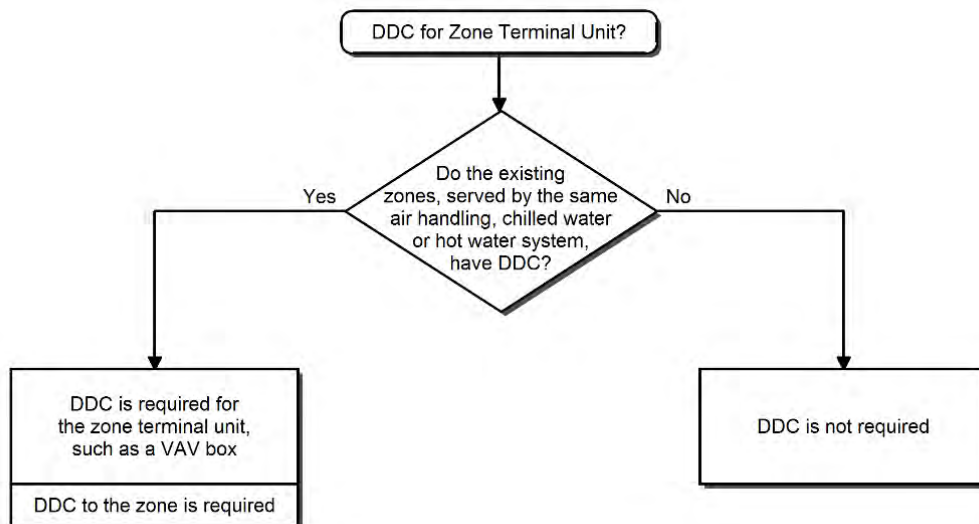 DDC for Zone Terminal Unit?
Do the existing
zones, served by the same
air handling, chilled water
or hot water system,
have DDC?
Yes
No
DDC is required for
the zone terminal unit,
such as a VAV box
DDC to the zone is required
DDC is not required